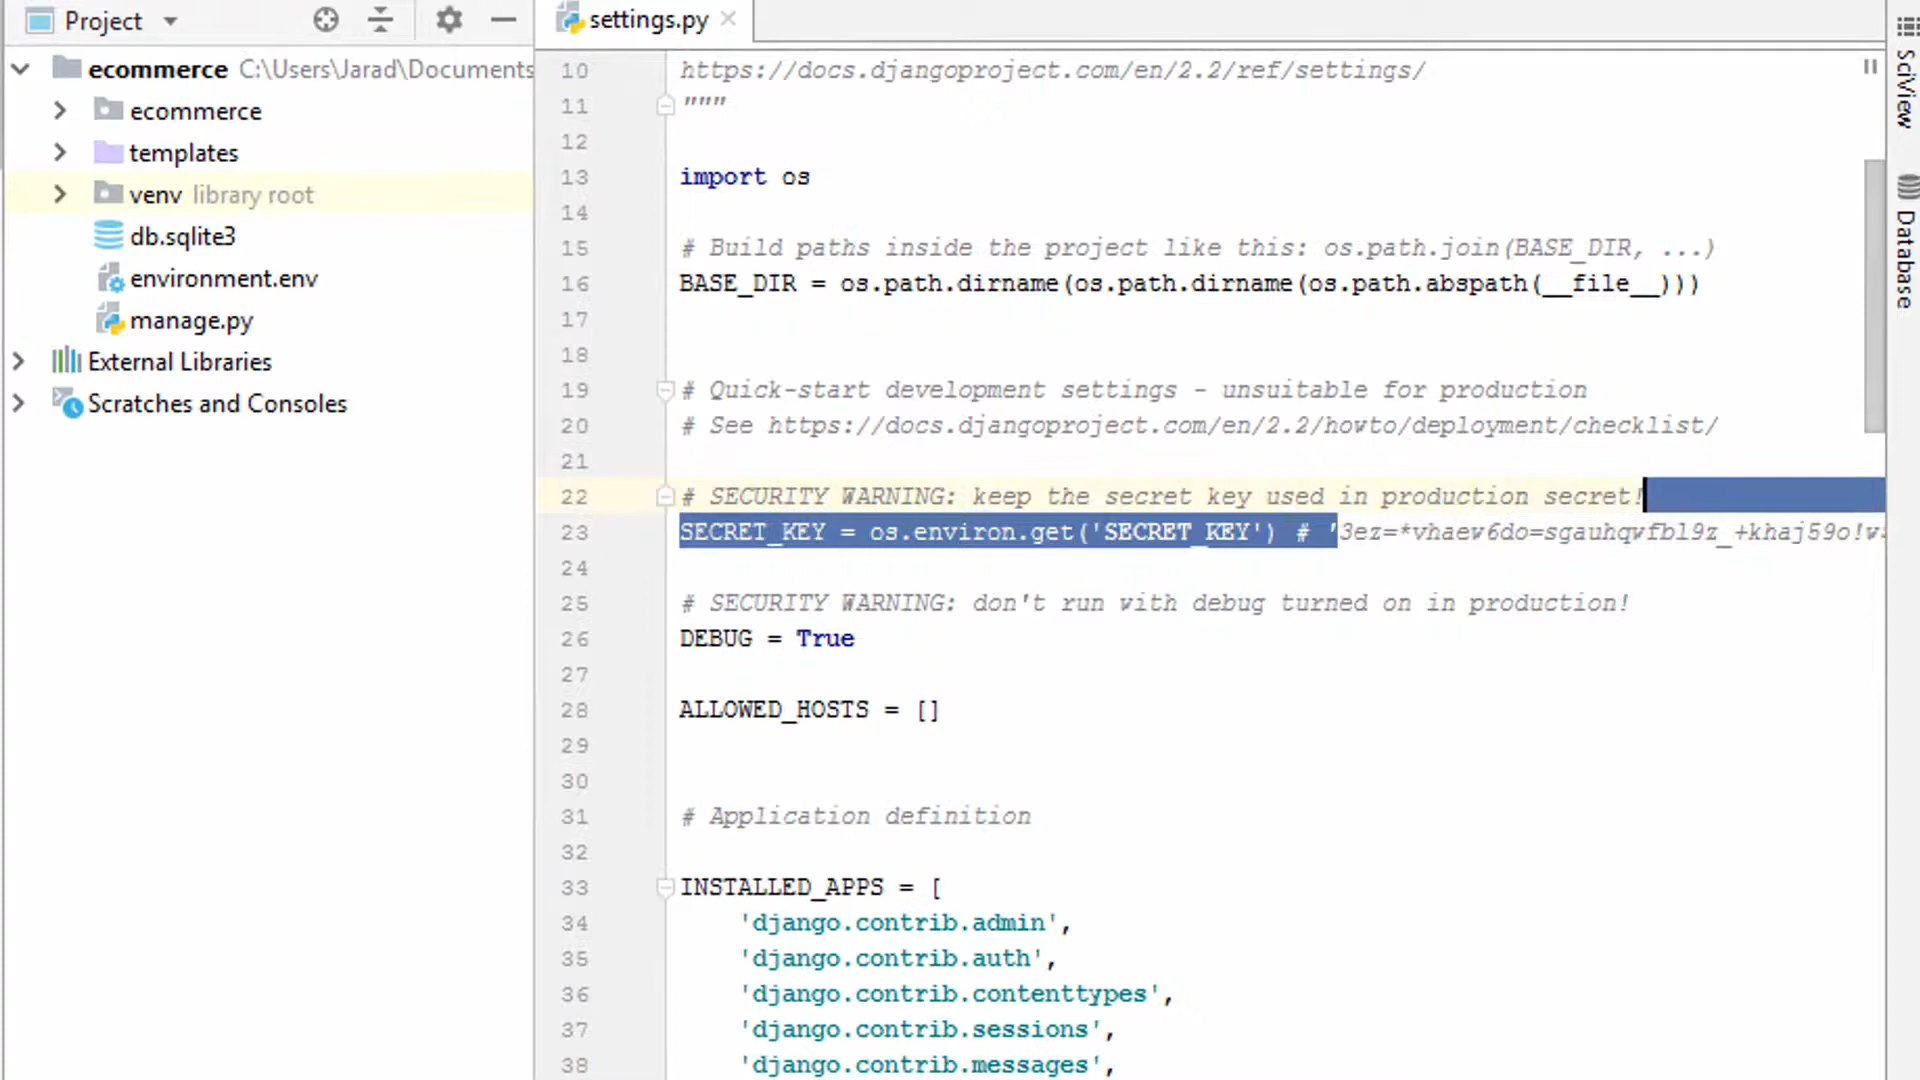 Project
ecommerce C:\Users\Jarad\Documents
ecommerce
templates
venv library root
db.sqlite3
environment.env
manage.py
External Libraries
Scratches and Consoles
settings.py
10 https://docs.djangoproject.com/en/2.2/ref/settings/
11 """
12
13 import os
14
15 # Build paths inside the project like this: os.path.join(BASE_DIR, ...)
16 BASE_DIR = os.path.dirname(os.path.dirname(os.path.abspath(__file__)))
17
18
19 # Quick-start development settings - unsuitable for production
20 # See https://docs.djangoproject.com/en/2.2/howto/deployment/checklist/
21
22 # SECURITY WARNING: keep the secret key used in production secret!
23 SECRET_KEY = os.environ.get('SECRET_KEY') # '3ez=*vhaew6do=sgauhqwfbl9z_+khaj59o!w
24
25 # SECURITY WARNING: don't run with debug turned on in production!
26 DEBUG = True
27
28 ALLOWED_HOSTS = []
29
30
31 # Application definition
32
33 INSTALLED_APPS = [
34 'django.contrib.admin',
35 'django.contrib.auth',
36 'django.contrib.contenttypes',
37 'django.contrib.sessions',
38 'django.contrib.messages',
SciView
Database